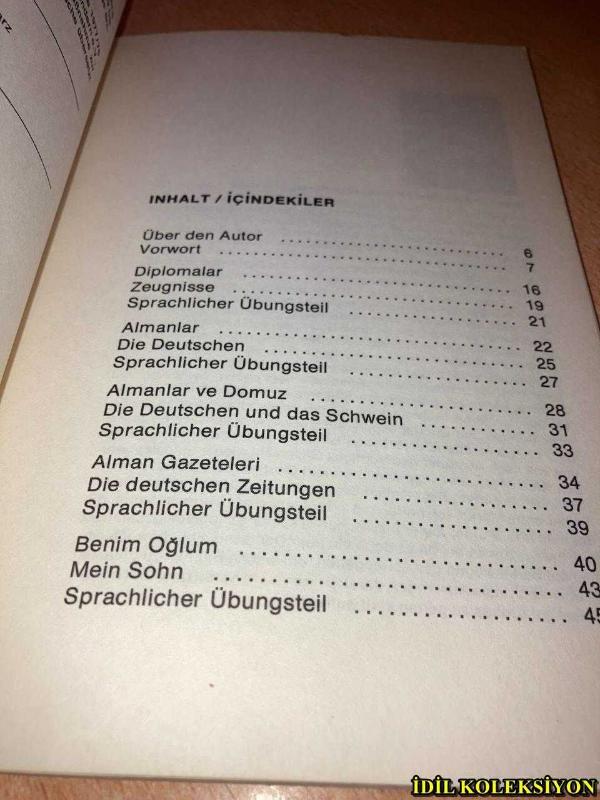 INHALT / İÇİNDEKİLER
Über den Autor .......................... 6
Vorwort .......................... 7
Diplomalar .......................... 16
Zeugnisse .......................... 19
Sprachlicher Übungsteil .......................... 21
Almanlar .......................... 22
Die Deutschen .......................... 25
Sprachlicher Übungsteil .......................... 27
Almanlar ve Domuz .......................... 28
Die Deutschen und das Schwein .......................... 31
Sprachlicher Übungsteil .......................... 33
Alman Gazeteleri .......................... 34
Die deutschen Zeitungen .......................... 37
Sprachlicher Übungsteil .......................... 39
Benim Oğlum .......................... 40
Mein Sohn .......................... 43
Sprachlicher Übungsteil .......................... 45
İDİL KOLEKSİYON